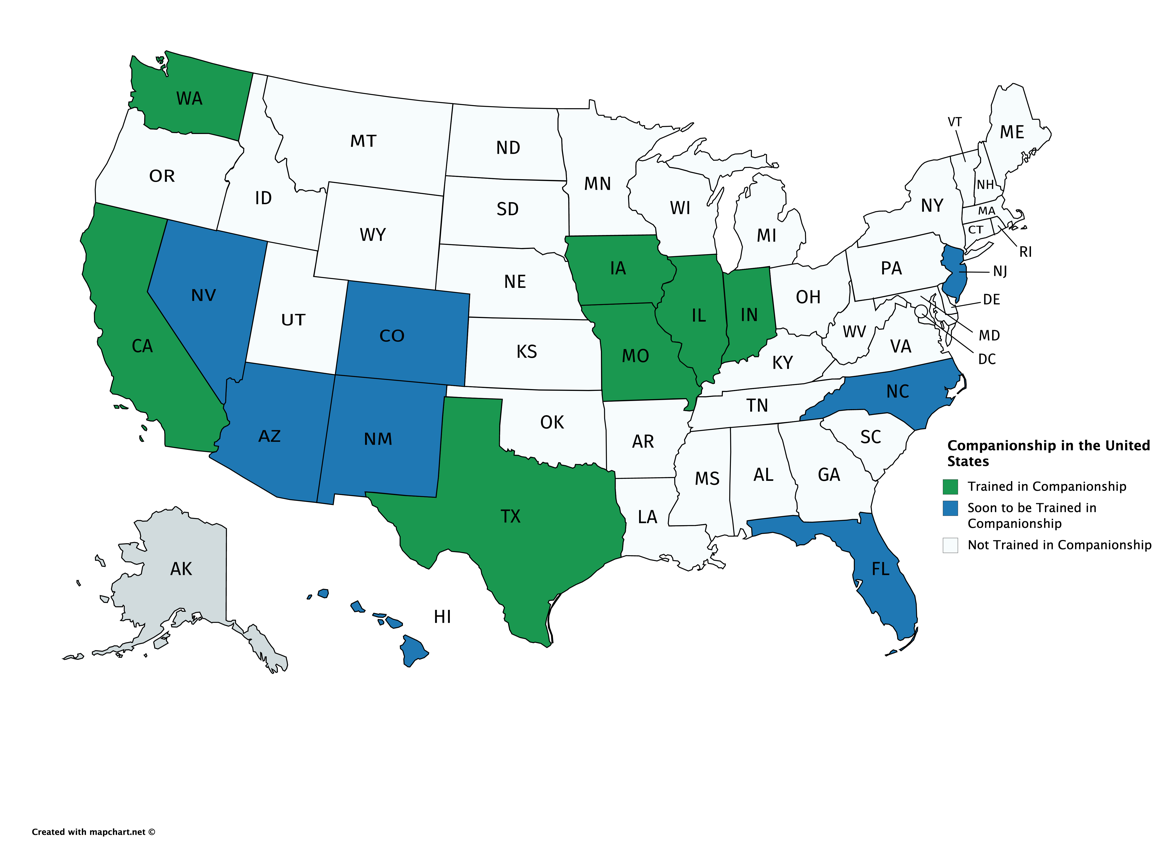 WA
MT
ND
MN
ME
VT
OR
ID
SD
WI
MI
NY
NH
MA
CT
RI
WY
IA
NE
PA
NJ
NV
UT
CO
IL
IN
OH
DE
CA
KS
MO
WV
VA
MD
DC
KY
AZ
NM
OK
AR
TN
NC
SC
MS
AL
GA
TX
LA
FL
AK
HI
Companionship in the United
States
Trained in Companionship
Soon to be Trained in
Companionship
Not Trained in Companionship
Created with mapchart.net ©